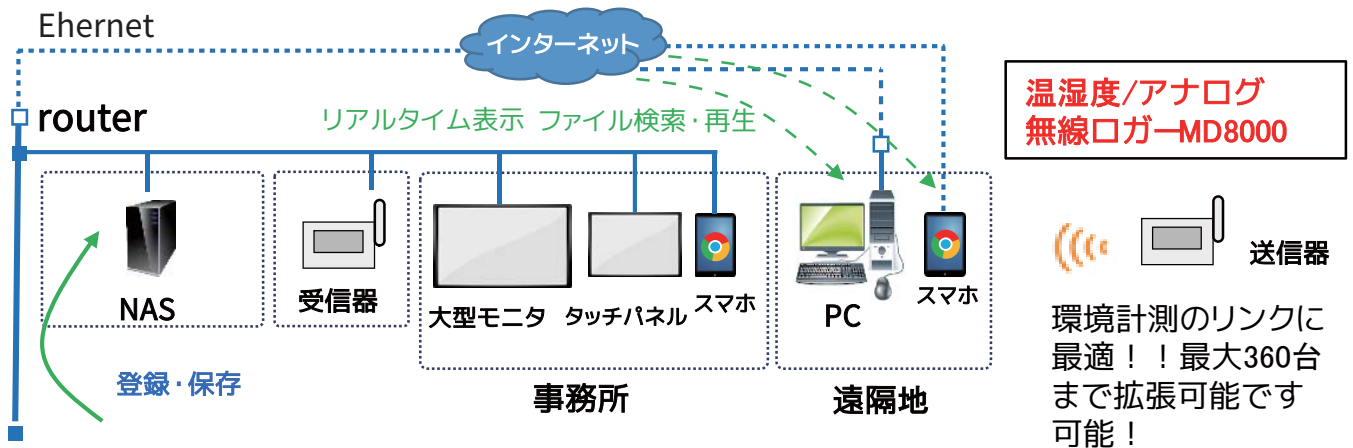 Ehernet
インターネット
router
リアルタイム表示 ファイル検索・再生
温湿度/アナログ
無線ロガーMD8000
NAS
受信器
大型モニタ
タッチパネル
スマホ
PC
スマホ
送信器
登録・保存
事務所
遠隔地
環境計測のリンクに
最適！！最大360台
まで拡張可能です
可能！